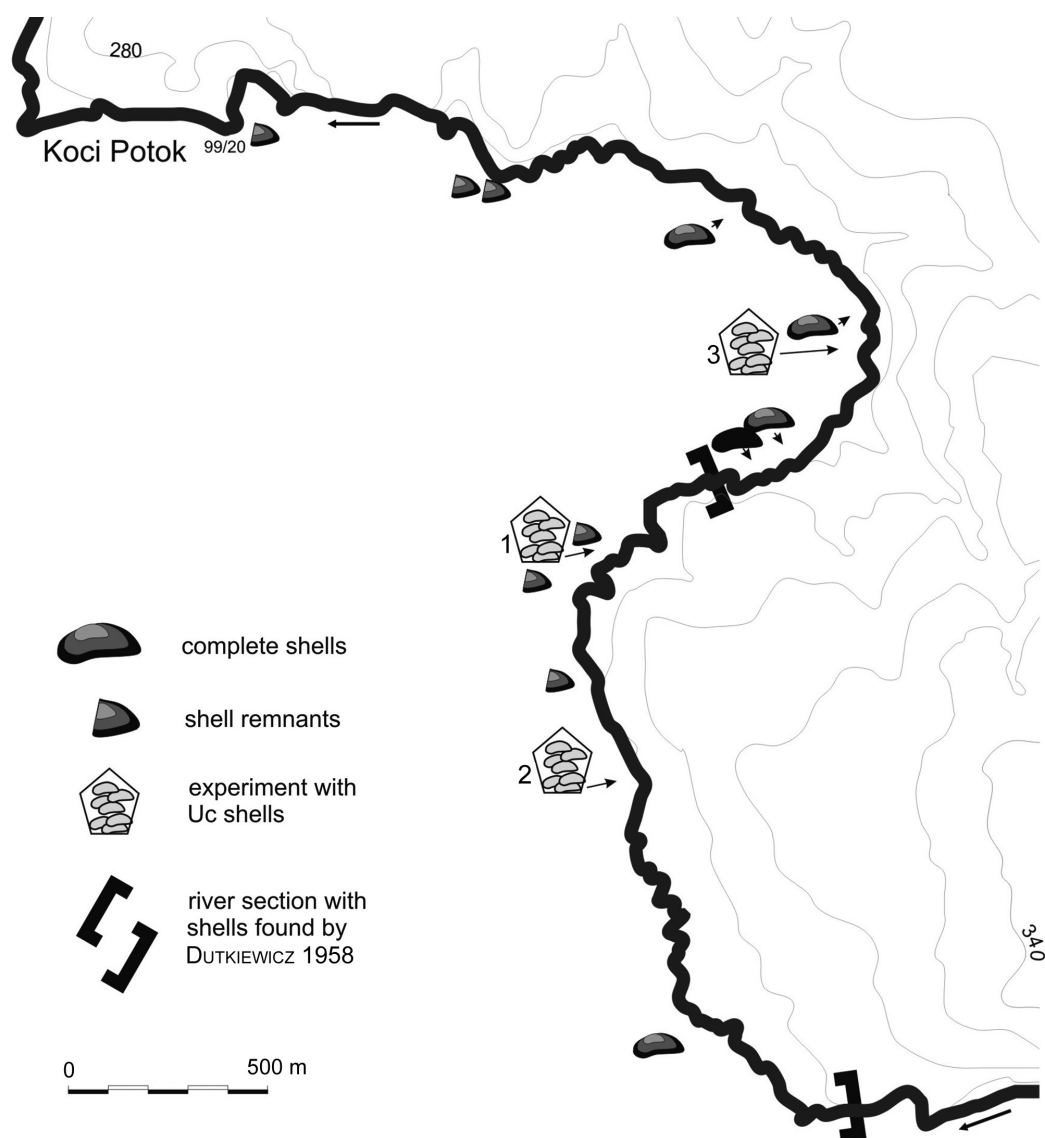 280
Koci Potok 99/20
3
1
2
complete shells
shell remnants
experiment with
Uc shells
river section with
shells found by
DUTKIEWICZ 1958
340
0 500 m